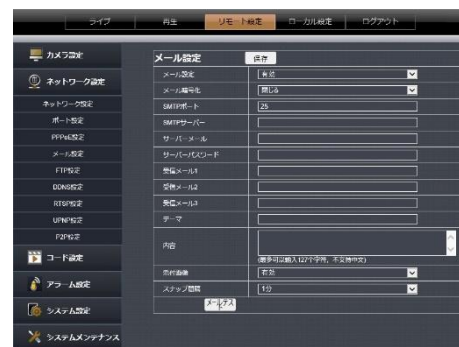 ライブ 再生 リモート設定 ローカル設定 ログアウト
カメラ設定
ネットワーク設定
ネットワーク設定
ポート設定
PPPoE設定
メール設定
FTP設定
DDNS設定
RTSP設定
UPNP設定
P2P設定
コード設定
アラーム設定
システム設定
システムメンテナンス
メール設定 保存
メール設定 有効
メール暗号化 閉じる
SMTPポート 25
SMTPサーバー
サーバーメール
サーバーパスワード
受信メール1
受信メール2
受信メール3
テーマ
内容
(最多可以输入127个字符, 不支持中文)
添付画像 有効
スナップ間隔 1分
メールテスト